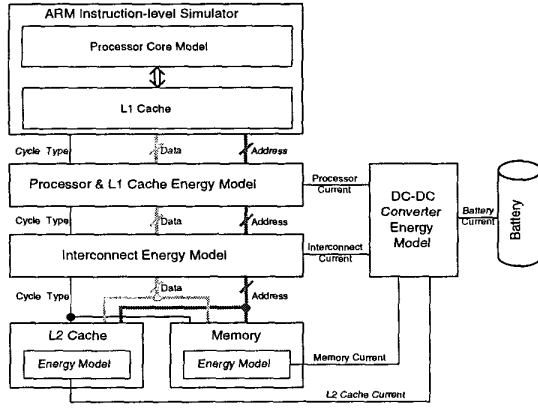 ARM Instruction-level Simulator
Processor Core Model
L1 Cache
Cycle Type
Data
Address
Processor & L1 Cache Energy Model
Processor
Current
DC-DC
Converter
Energy
Model
Battery
Current
Battery
Cycle Type
Data
Address
Interconnect Energy Model
Interconnect
Current
Cycle Type
Data
Address
L2 Cache
Energy Model
Memory
Energy Model
Memory Current
L2 Cache Current